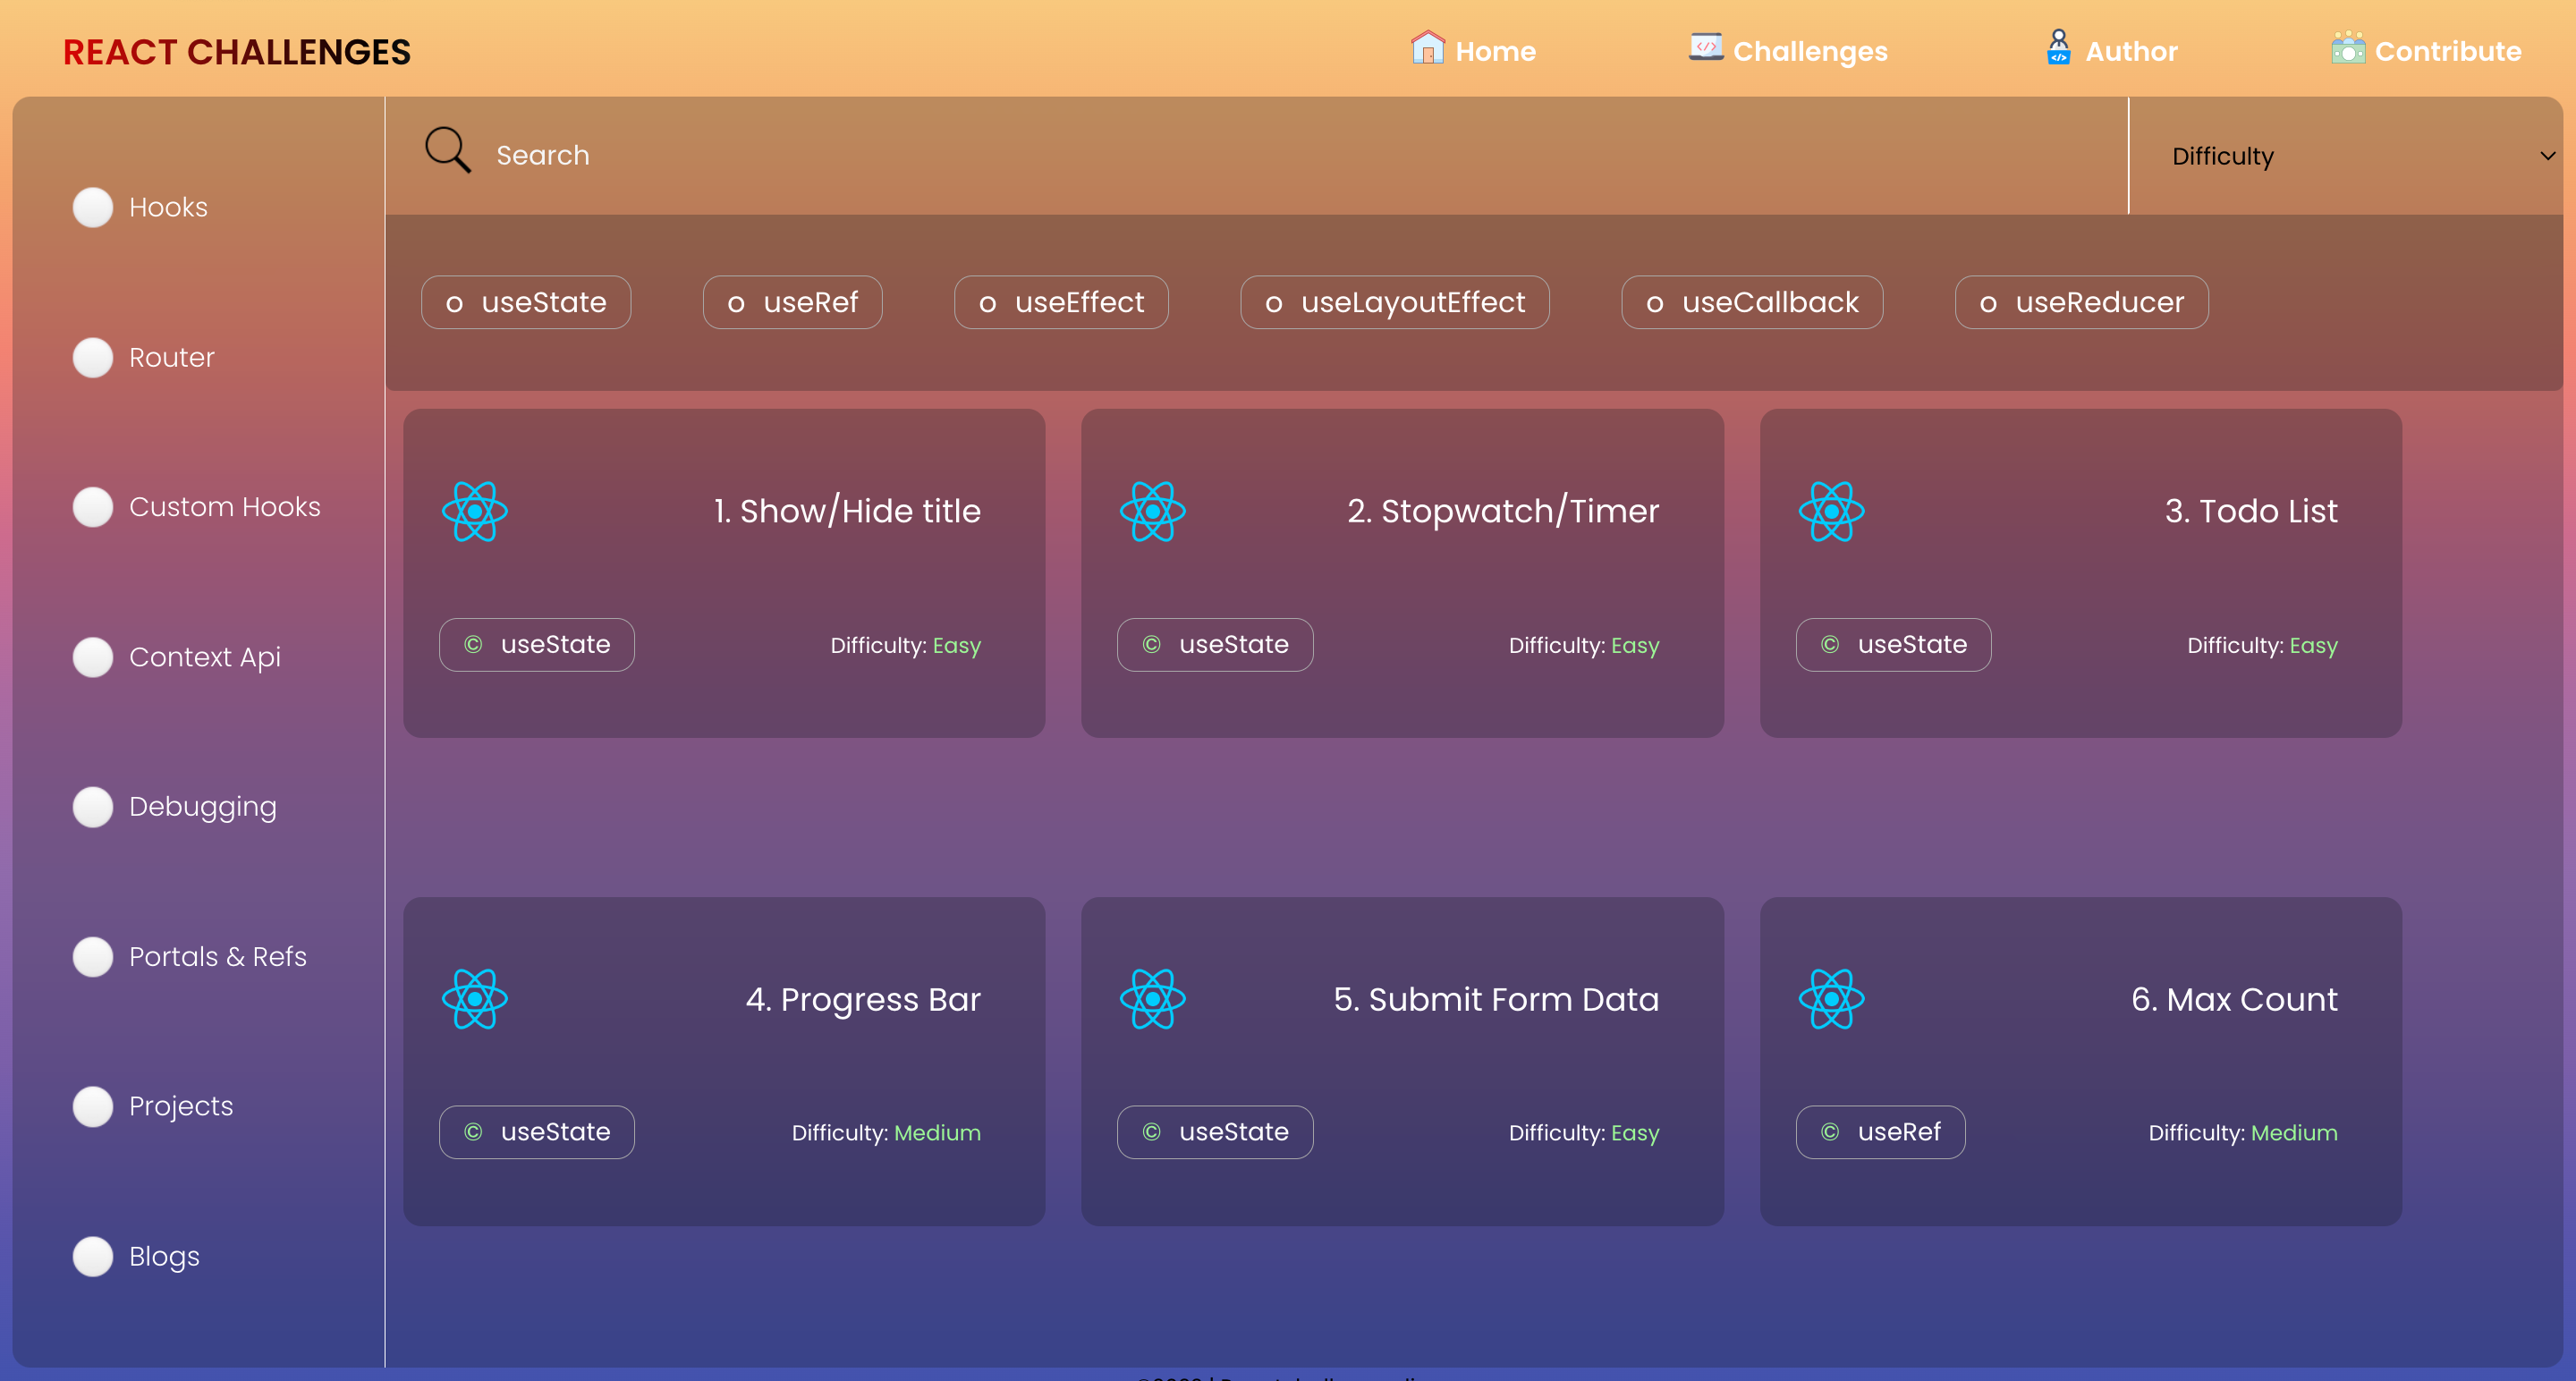 REACT CHALLENGES
Home
Challenges
Author
Contribute
Hooks
Router
Custom Hooks
Context Api
Debugging
Portals & Refs
Projects
Blogs
Search
Difficulty
o useState
o useRef
o useEffect
o useLayoutEffect
o useCallback
o useReducer
1. Show/Hide title
© useState
Difficulty: Easy
2. Stopwatch/Timer
© useState
Difficulty: Easy
3. Todo List
© useState
Difficulty: Easy
4. Progress Bar
© useState
Difficulty: Medium
5. Submit Form Data
© useState
Difficulty: Easy
6. Max Count
© useRef
Difficulty: Medium